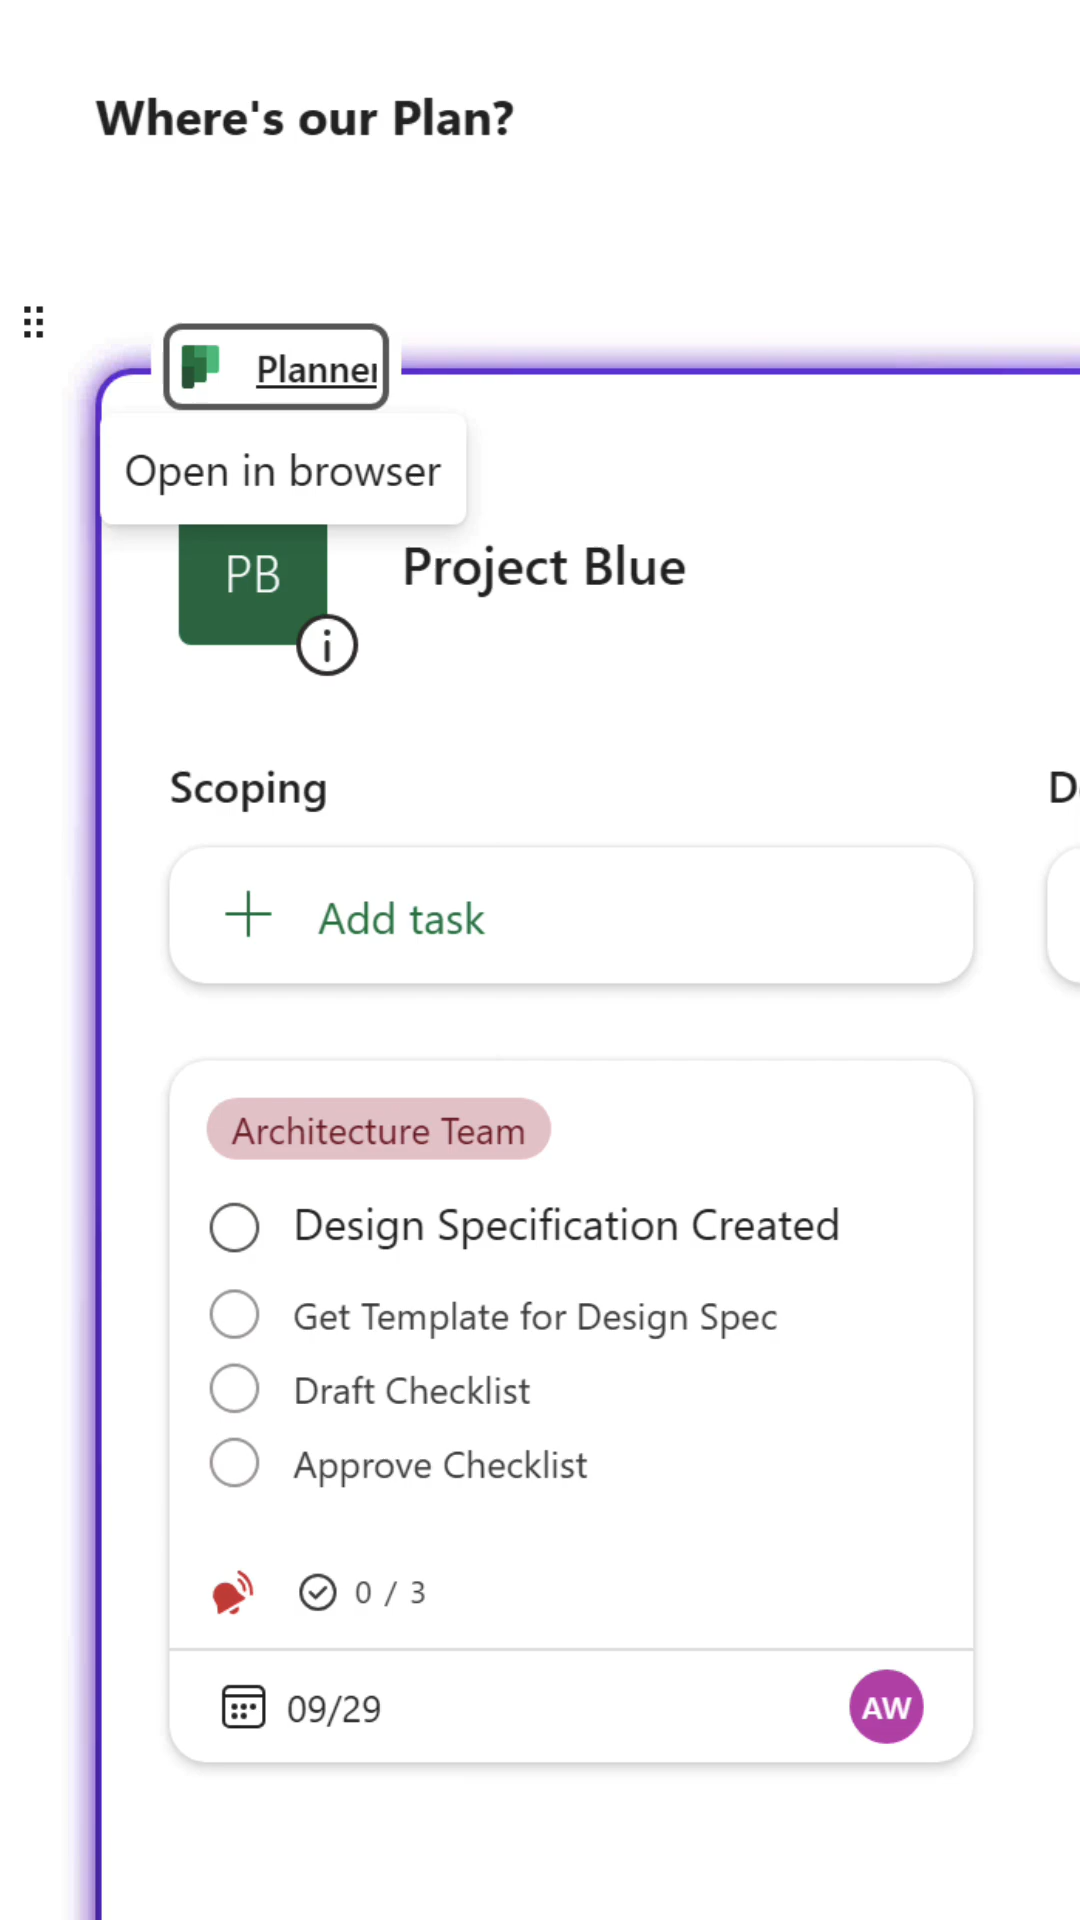 Where's our Plan?
Planner
Open in browser
PB
Project Blue
Scoping
Add task
Architecture Team
Design Specification Created
Get Template for Design Spec
Draft Checklist
Approve Checklist
0 / 3
09/29
AW